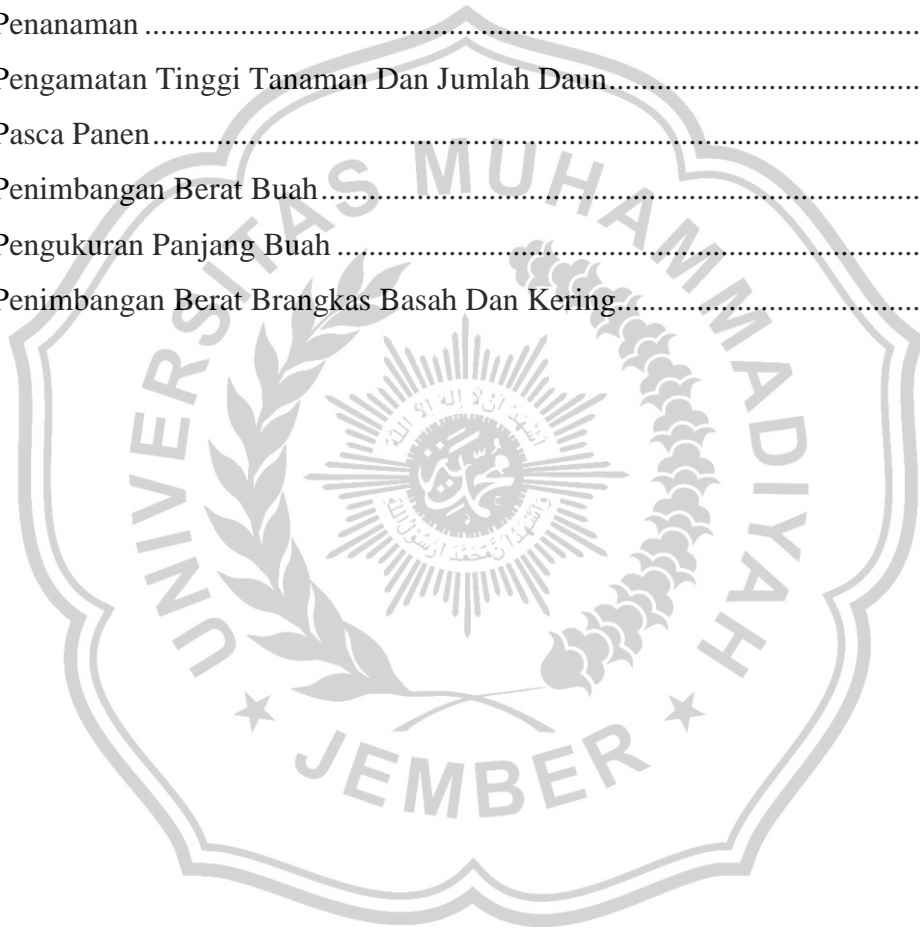 Penanaman ........................................................................................................
Pengamatan Tinggi Tanaman Dan Jumlah Daun........................................
Pasca Panen.......................................................................................................
Penimbangan Berat Buah.................................................................................
Pengukuran Panjang Buah ...............................................................................
Penimbangan Berat Brangkas Basah Dan Kering.......................................
UNIVERSITAS MUHAMMADIYAH
JEMBER